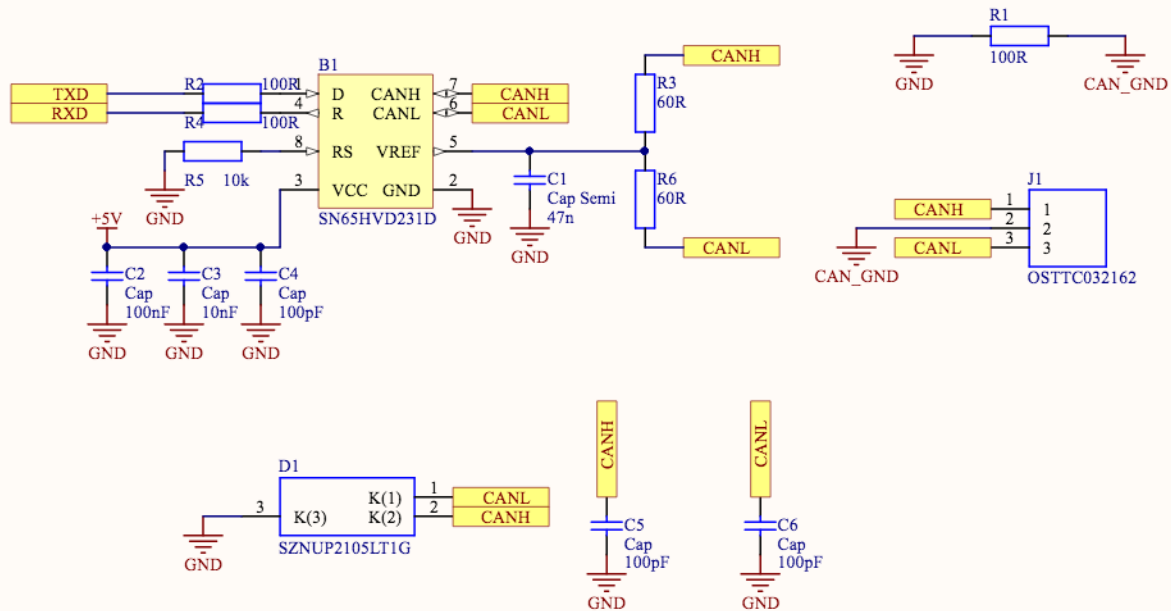 R1
100R
GND
CAN_GND
CANH
R3
60R
B1
TXD
R2
100R
1
D
CANH
7
CANH
RXD
R4
100R
4
R
CANL
6
CANL
R5
10k
8
RS
VREF
5
GND
3
VCC
GND
2
SN65HVD231D
GND
C1
Cap Semi
47n
GND
R6
60R
CANL
J1
CANH
1
1
2
2
CANL
3
3
CAN_GND
OSTTC032162
+5V
C2
Cap
100nF
GND
C3
Cap
10nF
GND
C4
Cap
100pF
GND
D1
K(1)
1
CANL
3
K(3)
K(2)
2
CANH
GND
SZNUP2105LT1G
CANH
C5
Cap
100pF
GND
CANL
C6
Cap
100pF
GND